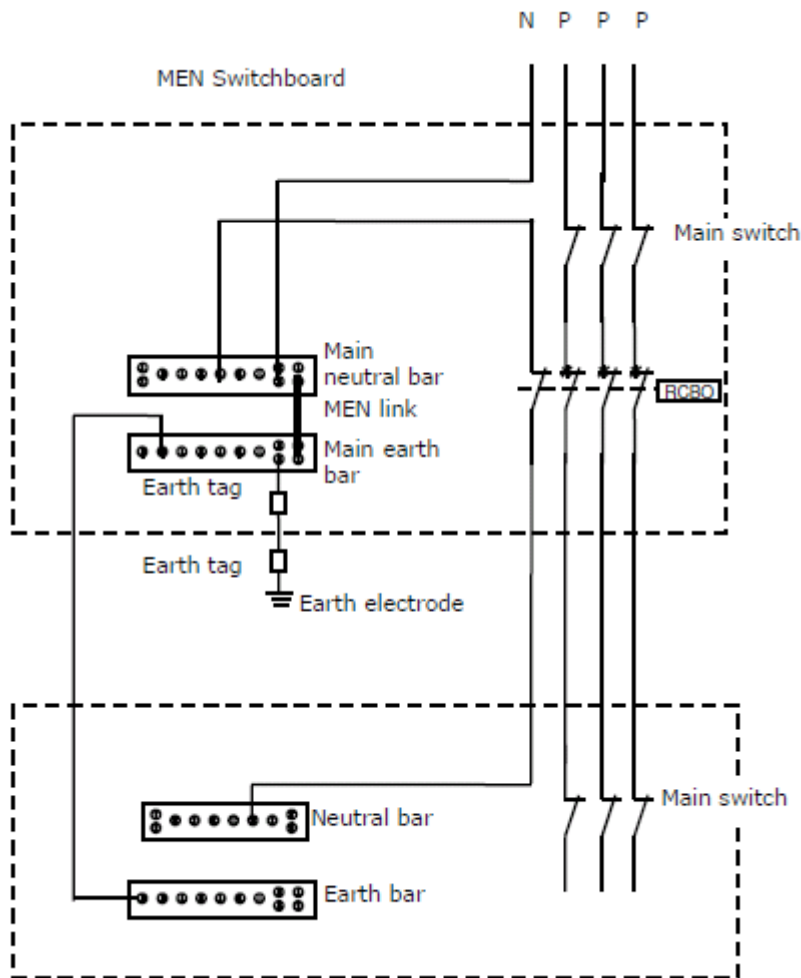 N P P P
MEN Switchboard
Main switch
Main
neutral bar
MEN link
RCBO
Main earth
bar
Earth tag
Earth tag
Earth electrode
Main switch
Neutral bar
Earth bar